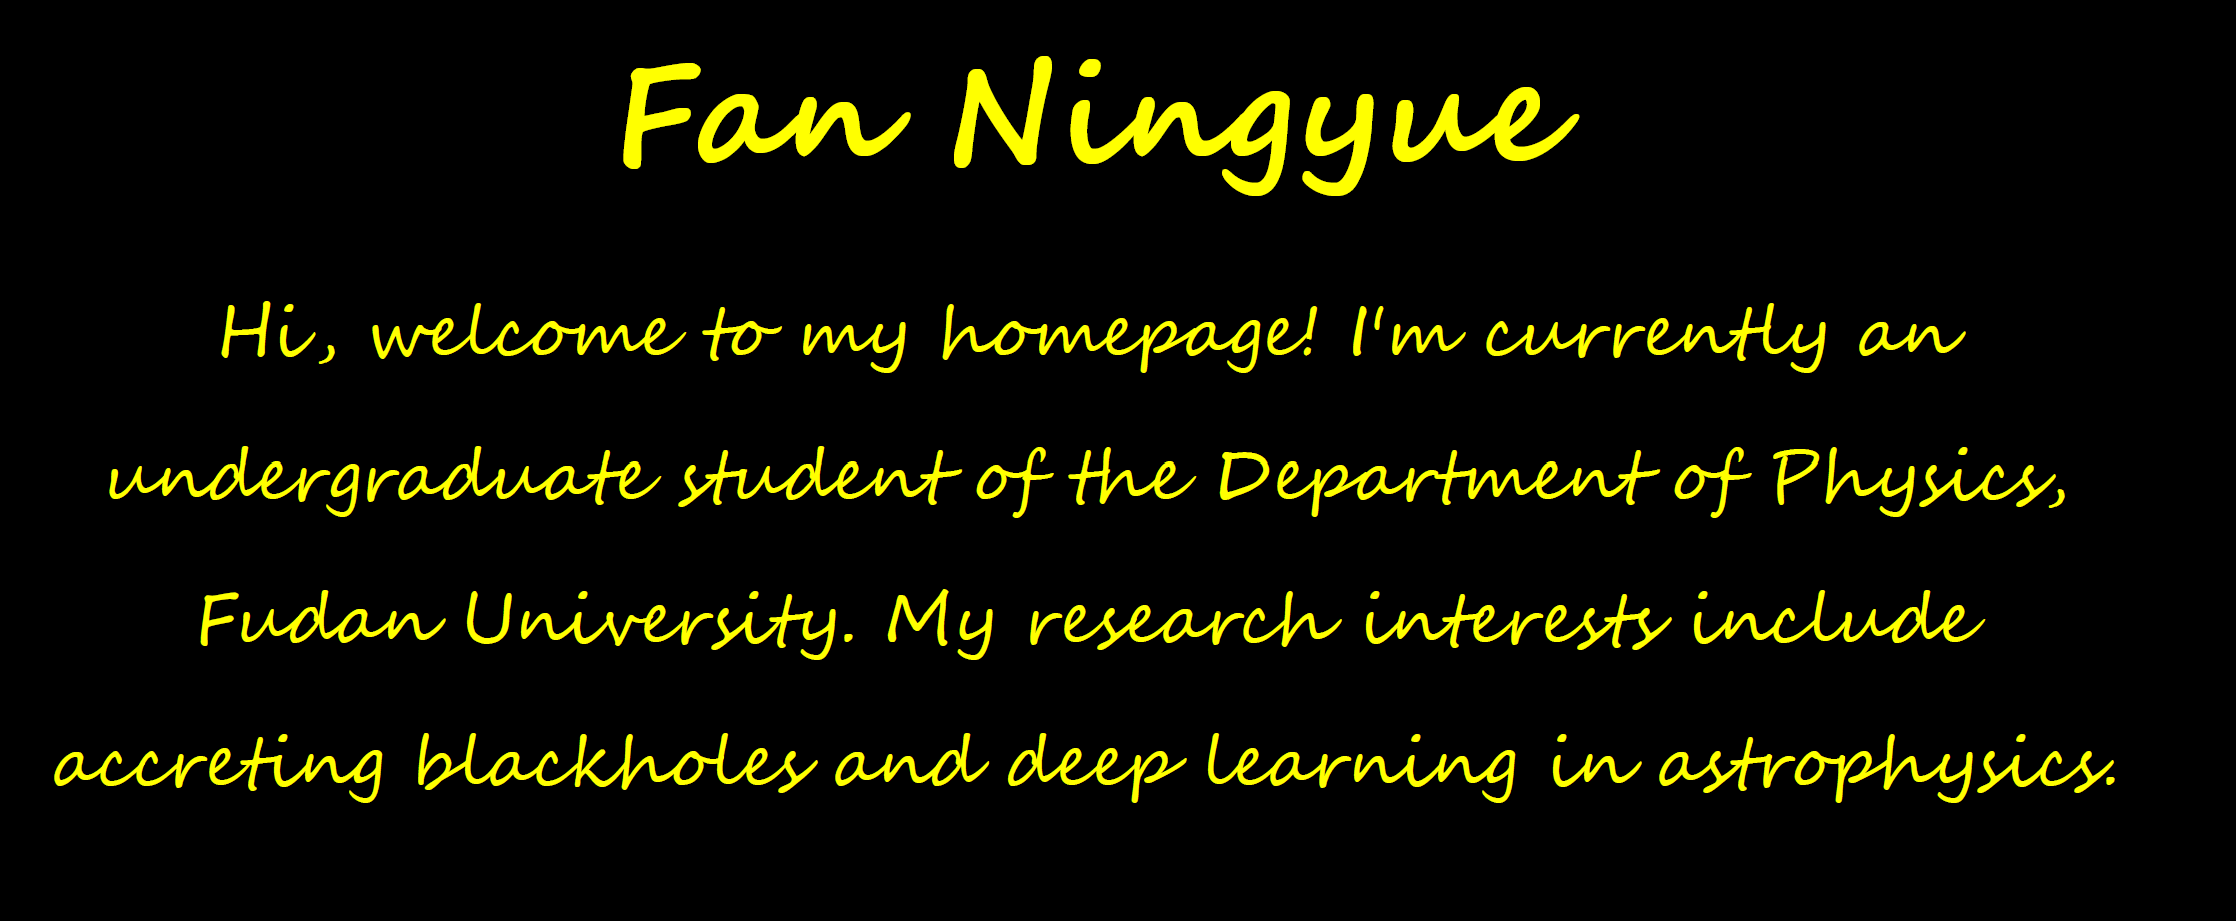 Fan Ningyue
Hi, welcome to my homepage! I'm currently an
undergraduate student of the Department of Physics,
Fudan University. My research interests include
accreting blackholes and deep learning in astrophysics.